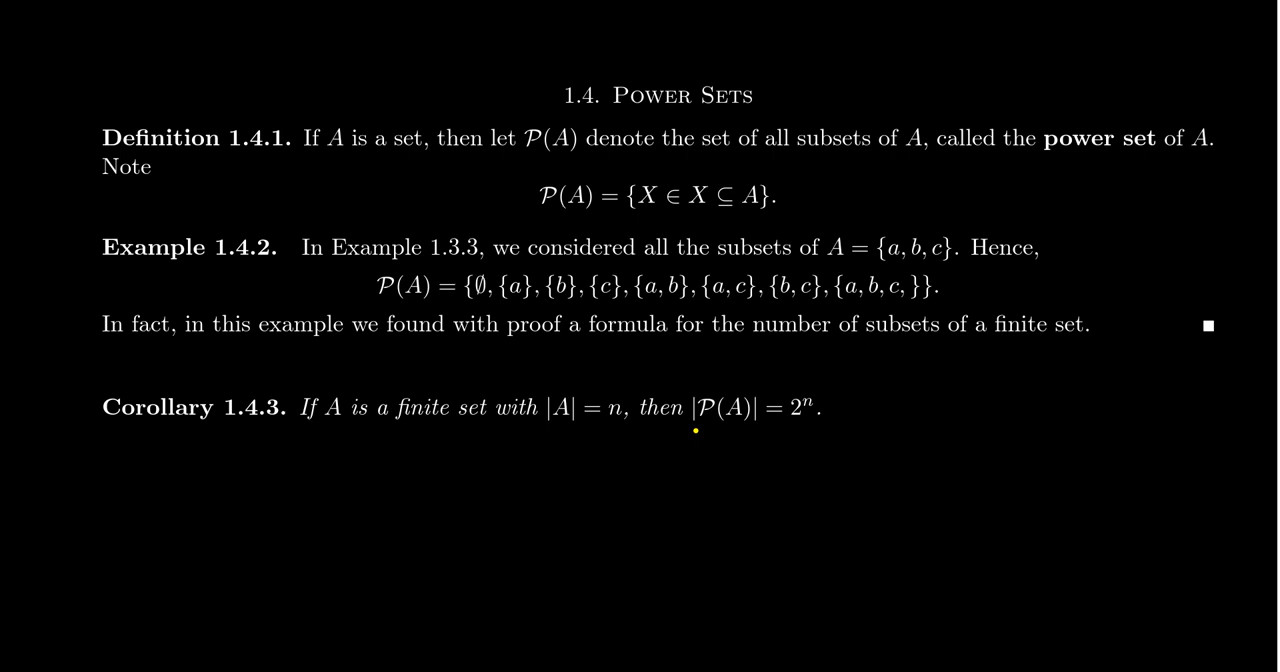 1.4. Power Sets
Definition 1.4.1. If A is a set, then let 𝒫(A) denote the set of all subsets of A, called the power set of A.
Note
𝒫(A) = {X ∈ X ⊆ A}.
Example 1.4.2. In Example 1.3.3, we considered all the subsets of A = {a, b, c}. Hence,
𝒫(A) = {∅, {a}, {b}, {c}, {a, b}, {a, c}, {b, c}, {a, b, c, }}.
In fact, in this example we found with proof a formula for the number of subsets of a finite set. ■
Corollary 1.4.3. If A is a finite set with |A| = n, then |𝒫(A)| = 2ⁿ.